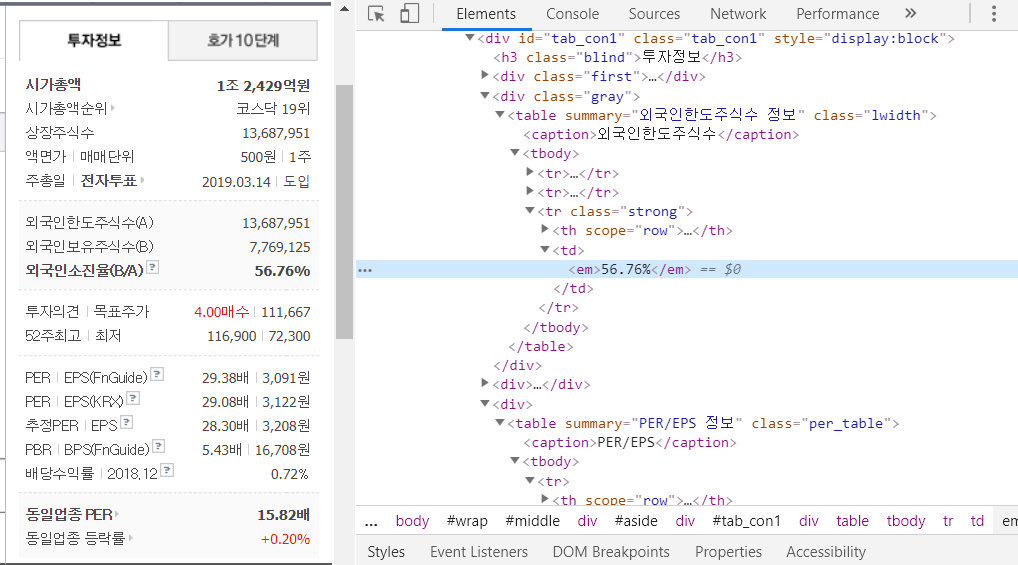 투자정보 호가 10단계
시가총액 1조 2,429억원
시가총액순위 코스닥 19위
상장주식수 13,687,951
액면가 | 매매단위 500원 | 1주
주총일 | 전자투표 2019.03.14 | 도입
외국인한도주식수(A) 13,687,951
외국인보유주식수(B) 7,769,125
외국인소진율(B/A) ? 56.76%
투자의견 | 목표주가 4.00매수 | 111,667
52주최고 | 최저 116,900 | 72,300
PER | EPS(FnGuide) ? 29.38배 | 3,091원
PER | EPS(KRX) ? 29.08배 | 3,122원
추정PER | EPS ? 28.30배 | 3,208원
PBR | BPS(FnGuide) ? 5.43배 | 16,708원
배당수익률 | 2018.12 ? 0.72%
동일업종 PER 15.82배
동일업종 등락률 +0.20%
Elements Console Sources Network Performance »
▼<div id="tab_con1" class="tab_con1" style="display:block">
<h3 class="blind">투자정보</h3>
▶<div class="first">…</div>
▼<div class="gray">
▼<table summary="외국인한도주식수 정보" class="lwidth">
<caption>외국인한도주식수</caption>
▼<tbody>
▶<tr>…</tr>
▶<tr>…</tr>
▼<tr class="strong">
▶<th scope="row">…</th>
▼<td>
… <em>56.76%</em> == $0
</td>
</tr>
</tbody>
</table>
</div>
▶<div>…</div>
▼<div>
▼<table summary="PER/EPS 정보" class="per_table">
<caption>PER/EPS</caption>
▼<tbody>
▼<tr>
▶<th scope="row">…</th>
… body #wrap #middle div #aside div #tab_con1 div table tbody tr td em
Styles Event Listeners DOM Breakpoints Properties Accessibility